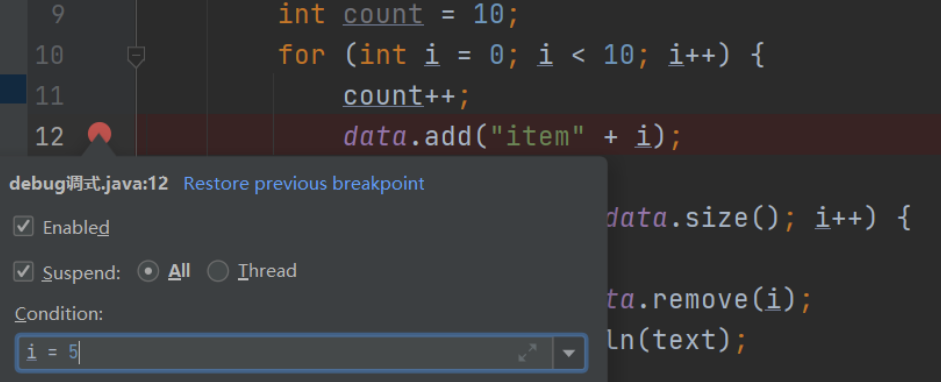 9 int count = 10;
10 for (int i = 0; i < 10; i++) {
11 count++;
12 data.add("item" + i);
debug调式.java:12 Restore previous breakpoint
data.size(); i++) {
Enabled
Suspend: All Thread
ta.remove(i);
Condition:
ln(text);
i = 5